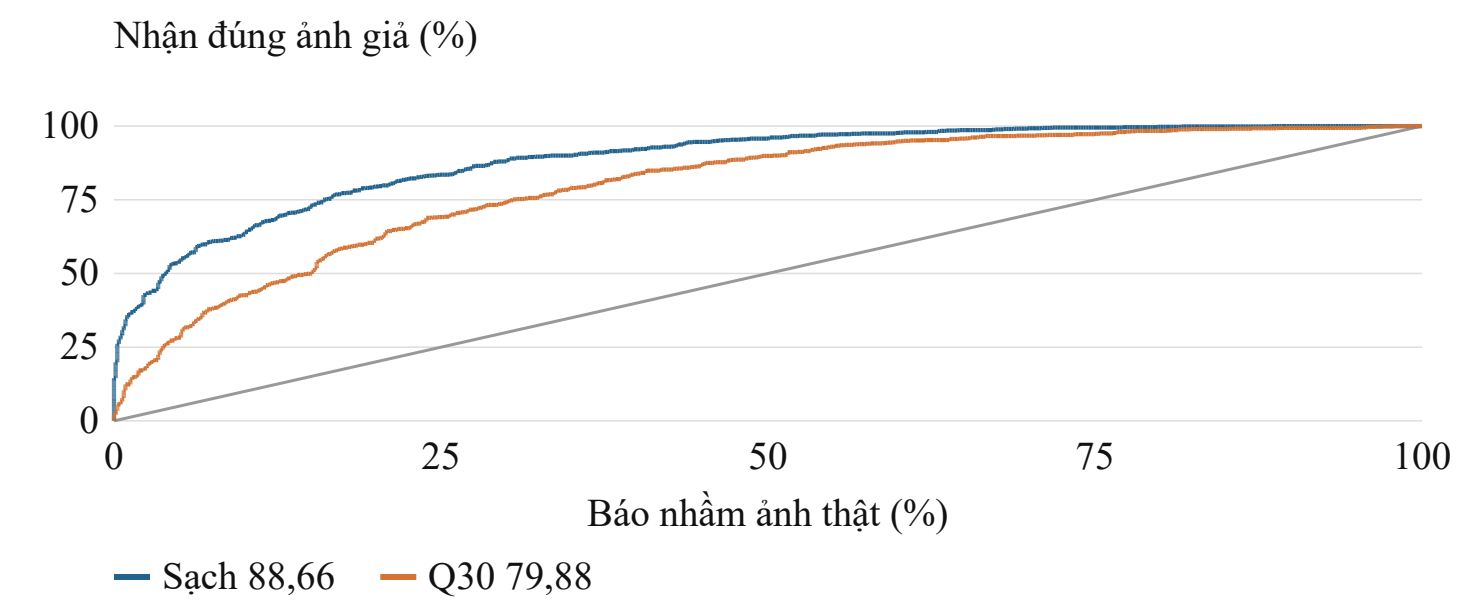 Nhận đúng ảnh giả (%)
100
75
50
25
0
0 25 50 75 100
Báo nhầm ảnh thật (%)
Sạch 88,66 Q30 79,88